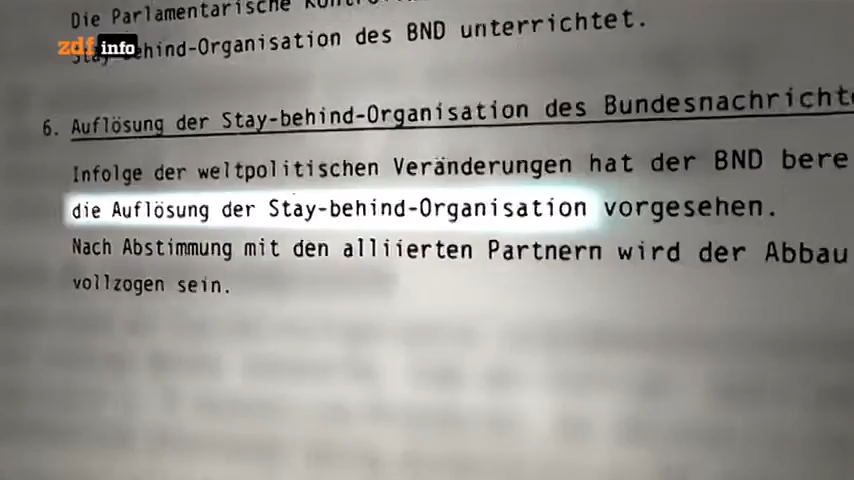 Die Parlamentarische
zdf info
Stay-behind-Organisation des BND unterrichtet.
6. Auflösung der Stay-behind-Organisation des Bundesnachrichte
Infolge der weltpolitischen Veränderungen hat der BND bere
die Auflösung der Stay-behind-Organisation vorgesehen.
Nach Abstimmung mit den alliierten Partnern wird der Abbau
vollzogen sein.